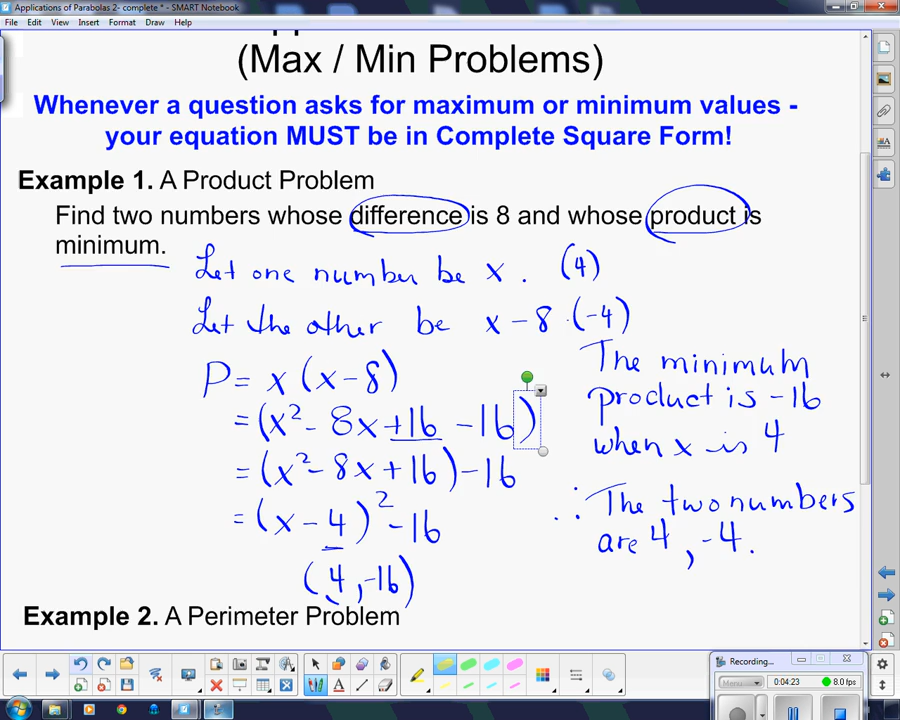 Applications of Parabolas 2- complete * - SMART Notebook
File Edit View Insert Format Draw Help
(Max / Min Problems)
Whenever a question asks for maximum or minimum values -
your equation MUST be in Complete Square Form!
Example 1. A Product Problem
Find two numbers whose difference is 8 and whose product is
minimum.
Let one number be x. (4)
Let the other be x - 8 . (-4)
P = x (x - 8)
= (x² - 8x + 16 - 16)
= (x² - 8x + 16) - 16
= (x - 4)² - 16
(4, -16)
The minimum
product is -16
when x is 4
∴ The two numbers
are 4, -4.
Example 2. A Perimeter Problem
Recording...
Menu
0:04:23
8.0 fps